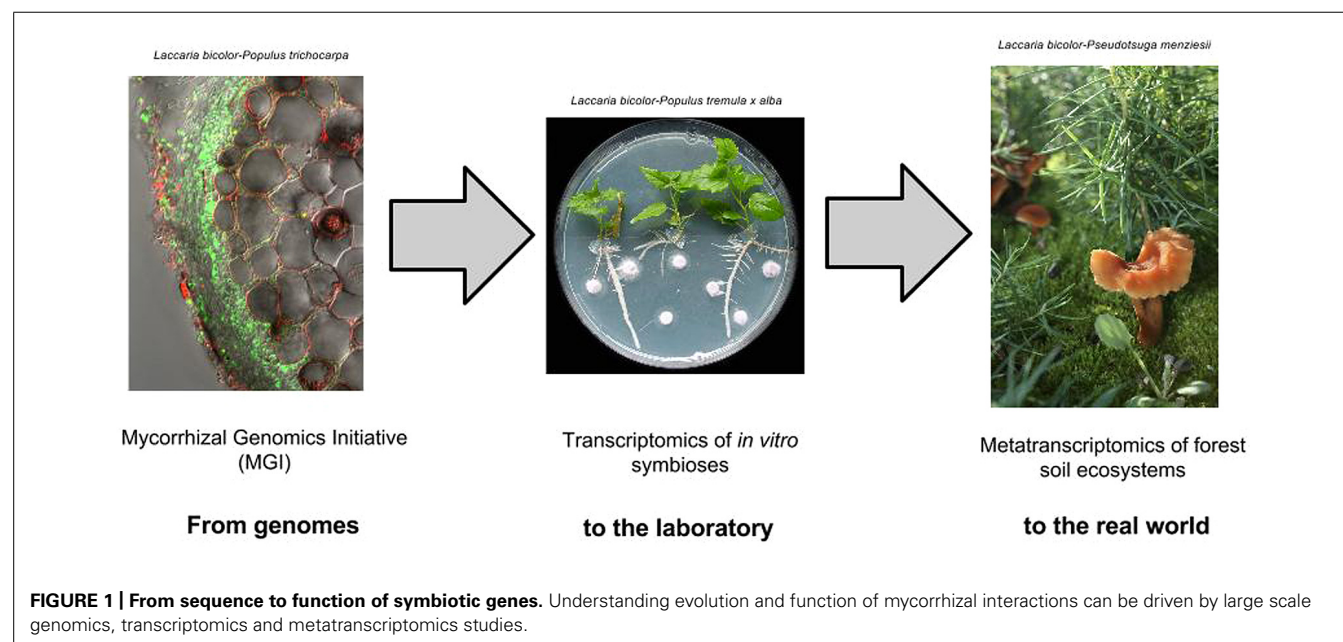 Laccaria bicolor-Populus trichocarpa
Laccaria bicolor-Populus tremula x alba
Laccaria bicolor-Pseudotsuga menziesii
Mycorrhizal Genomics Initiative
(MGI)
Transcriptomics of in vitro
symbioses
Metatranscriptomics of forest
soil ecosystems
From genomes
to the laboratory
to the real world
FIGURE 1 | From sequence to function of symbiotic genes. Understanding evolution and function of mycorrhizal interactions can be driven by large scale
genomics, transcriptomics and metatranscriptomics studies.